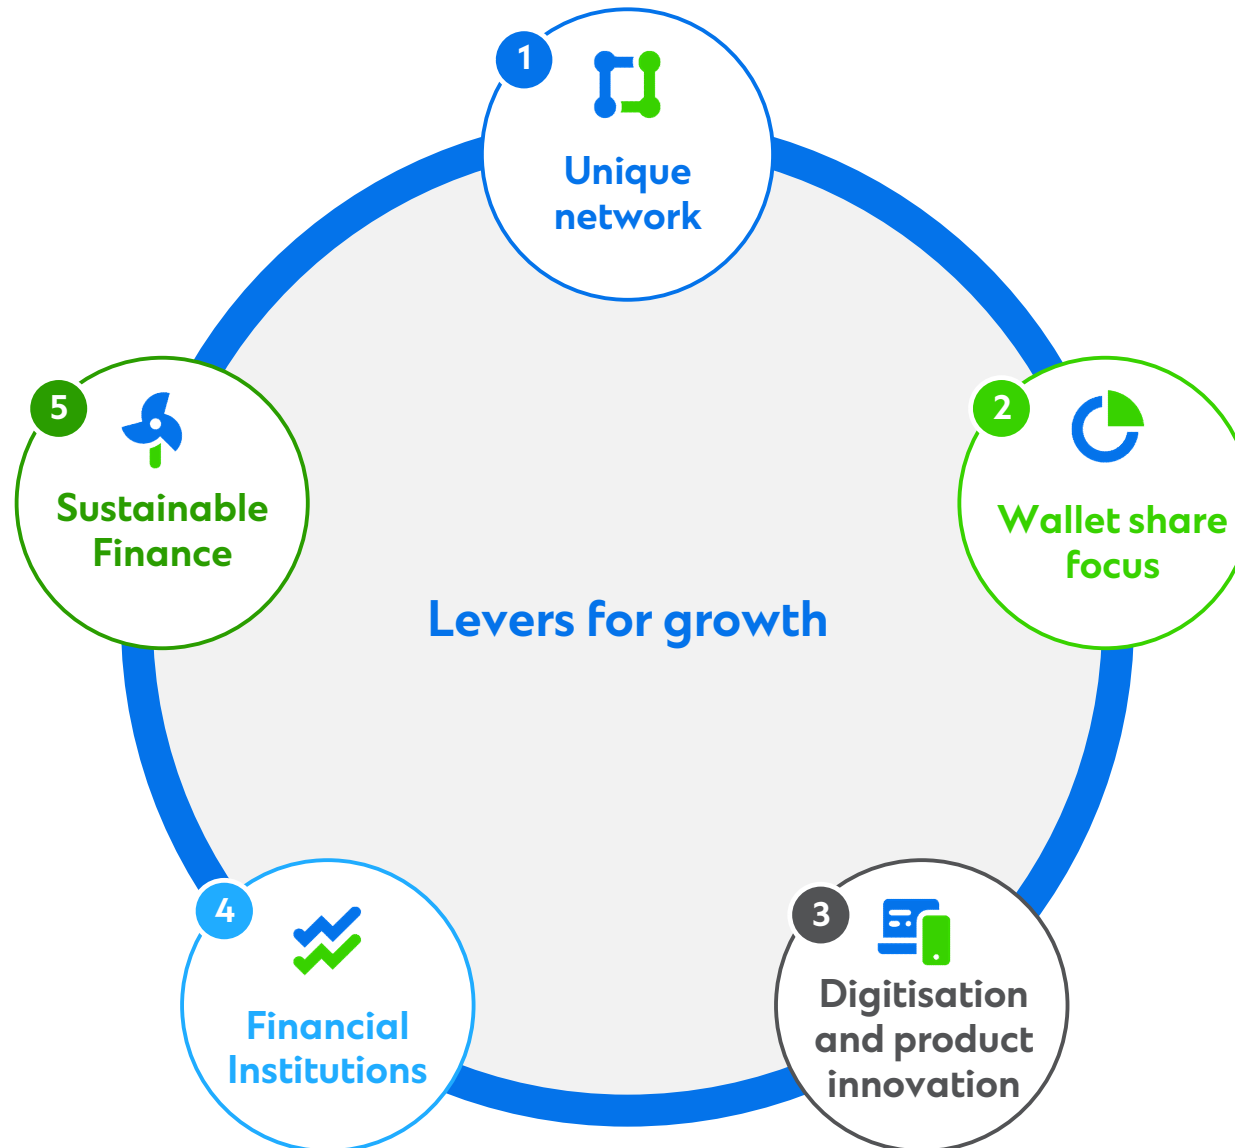 1
Unique
network
2
Wallet share
focus
3
Digitisation
and product
innovation
4
Financial
Institutions
5
Sustainable
Finance
Levers for growth